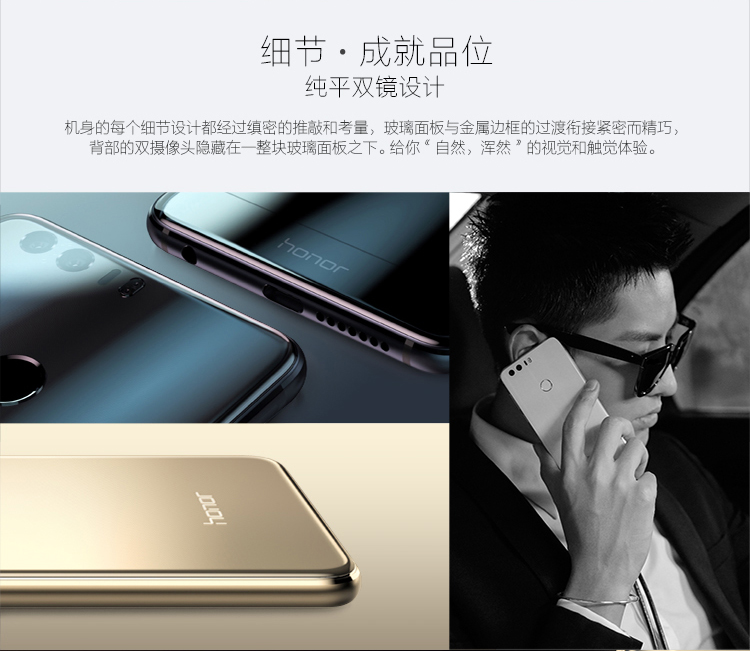 细节·成就品位
纯平双镜设计
机身的每个细节设计都经过缜密的推敲和考量，玻璃面板与金属边框的过渡衔接紧密而精巧，
背部的双摄像头隐藏在一整块玻璃面板之下。给你“自然，浑然”的视觉和触觉体验。
honor
honor